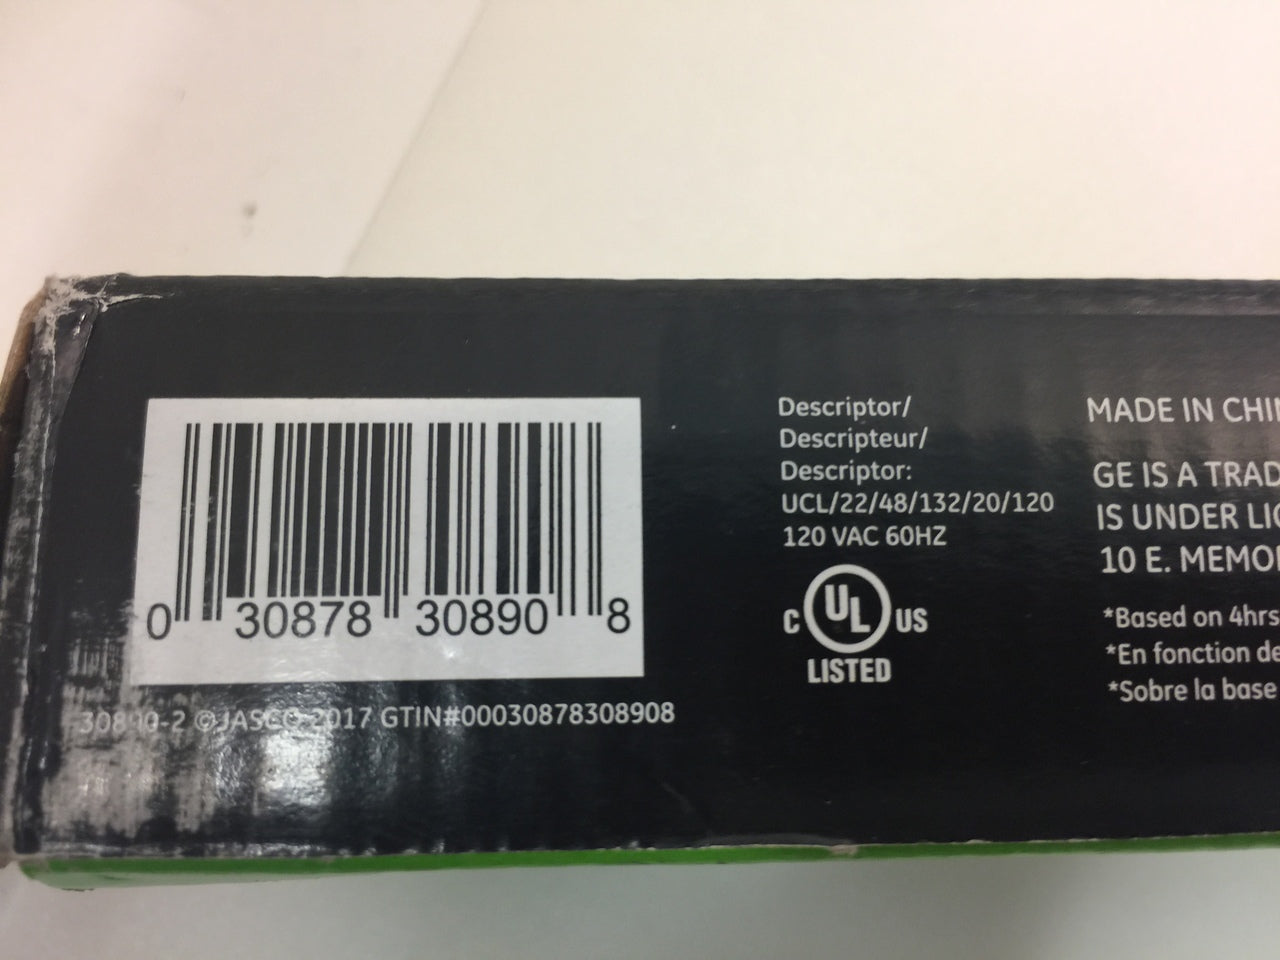 0 30878 30890 8
30890-2 ©JASCO 2017 GTIN#00030878308908
Descriptor/
Descripteur/
Descriptor:
UCL/22/48/132/20/120
120 VAC 60HZ
C UL US
LISTED
MADE IN CHI
GE IS A TRAD
IS UNDER LIC
10 E. MEMO
*Based on 4hrs
*En fonction de
*Sobre la base